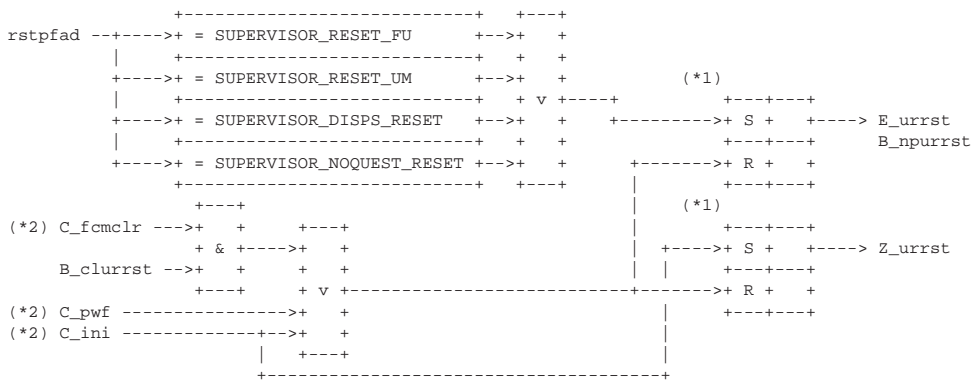 rstpfad --+---->+ = SUPERVISOR_RESET_FU +-->+ +
= SUPERVISOR_RESET_UM
(*1)
v
= SUPERVISOR_DISPS_RESET
S
E_urrst
B_npurrst
= SUPERVISOR_NOQUEST_RESET
R
(*1)
(*2) C_fcmclr
&
S
Z_urrst
B_clurrst
v
R
(*2) C_pwf
(*2) C_ini